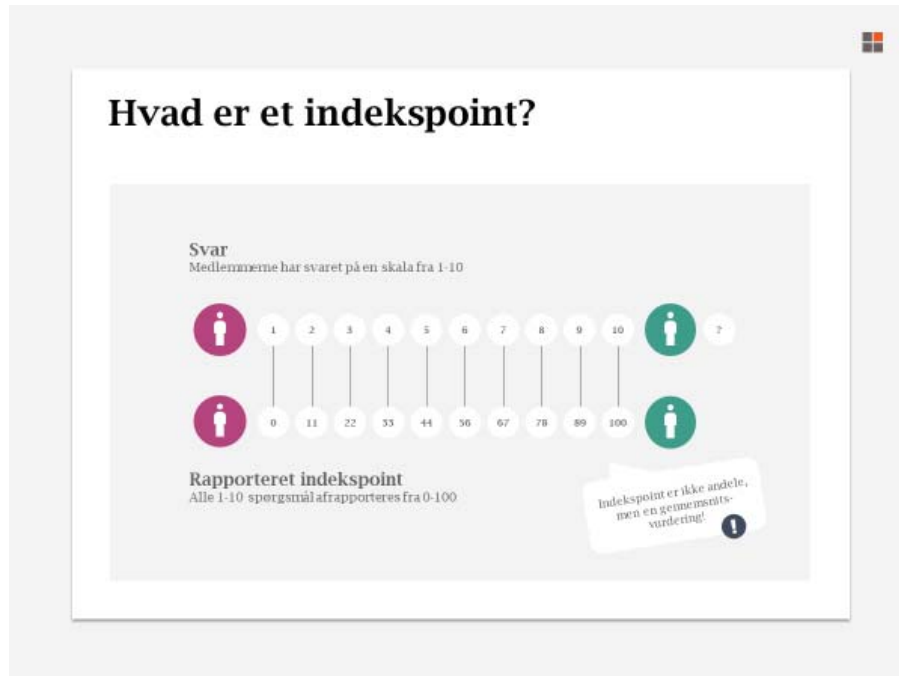 Hvad er et indekspoint?
Svar
Medlemmerne har svaret på en skala fra 1-10
1 2 3 4 5 6 7 8 9 10 ?
0 11 22 33 44 56 67 78 89 100
Rapporteret indekspoint
Alle 1-10 spørgsmål afrapporteres fra 0-100
Indekspoint er ikke andele,
men en gennemsnits-
vurdering!
!